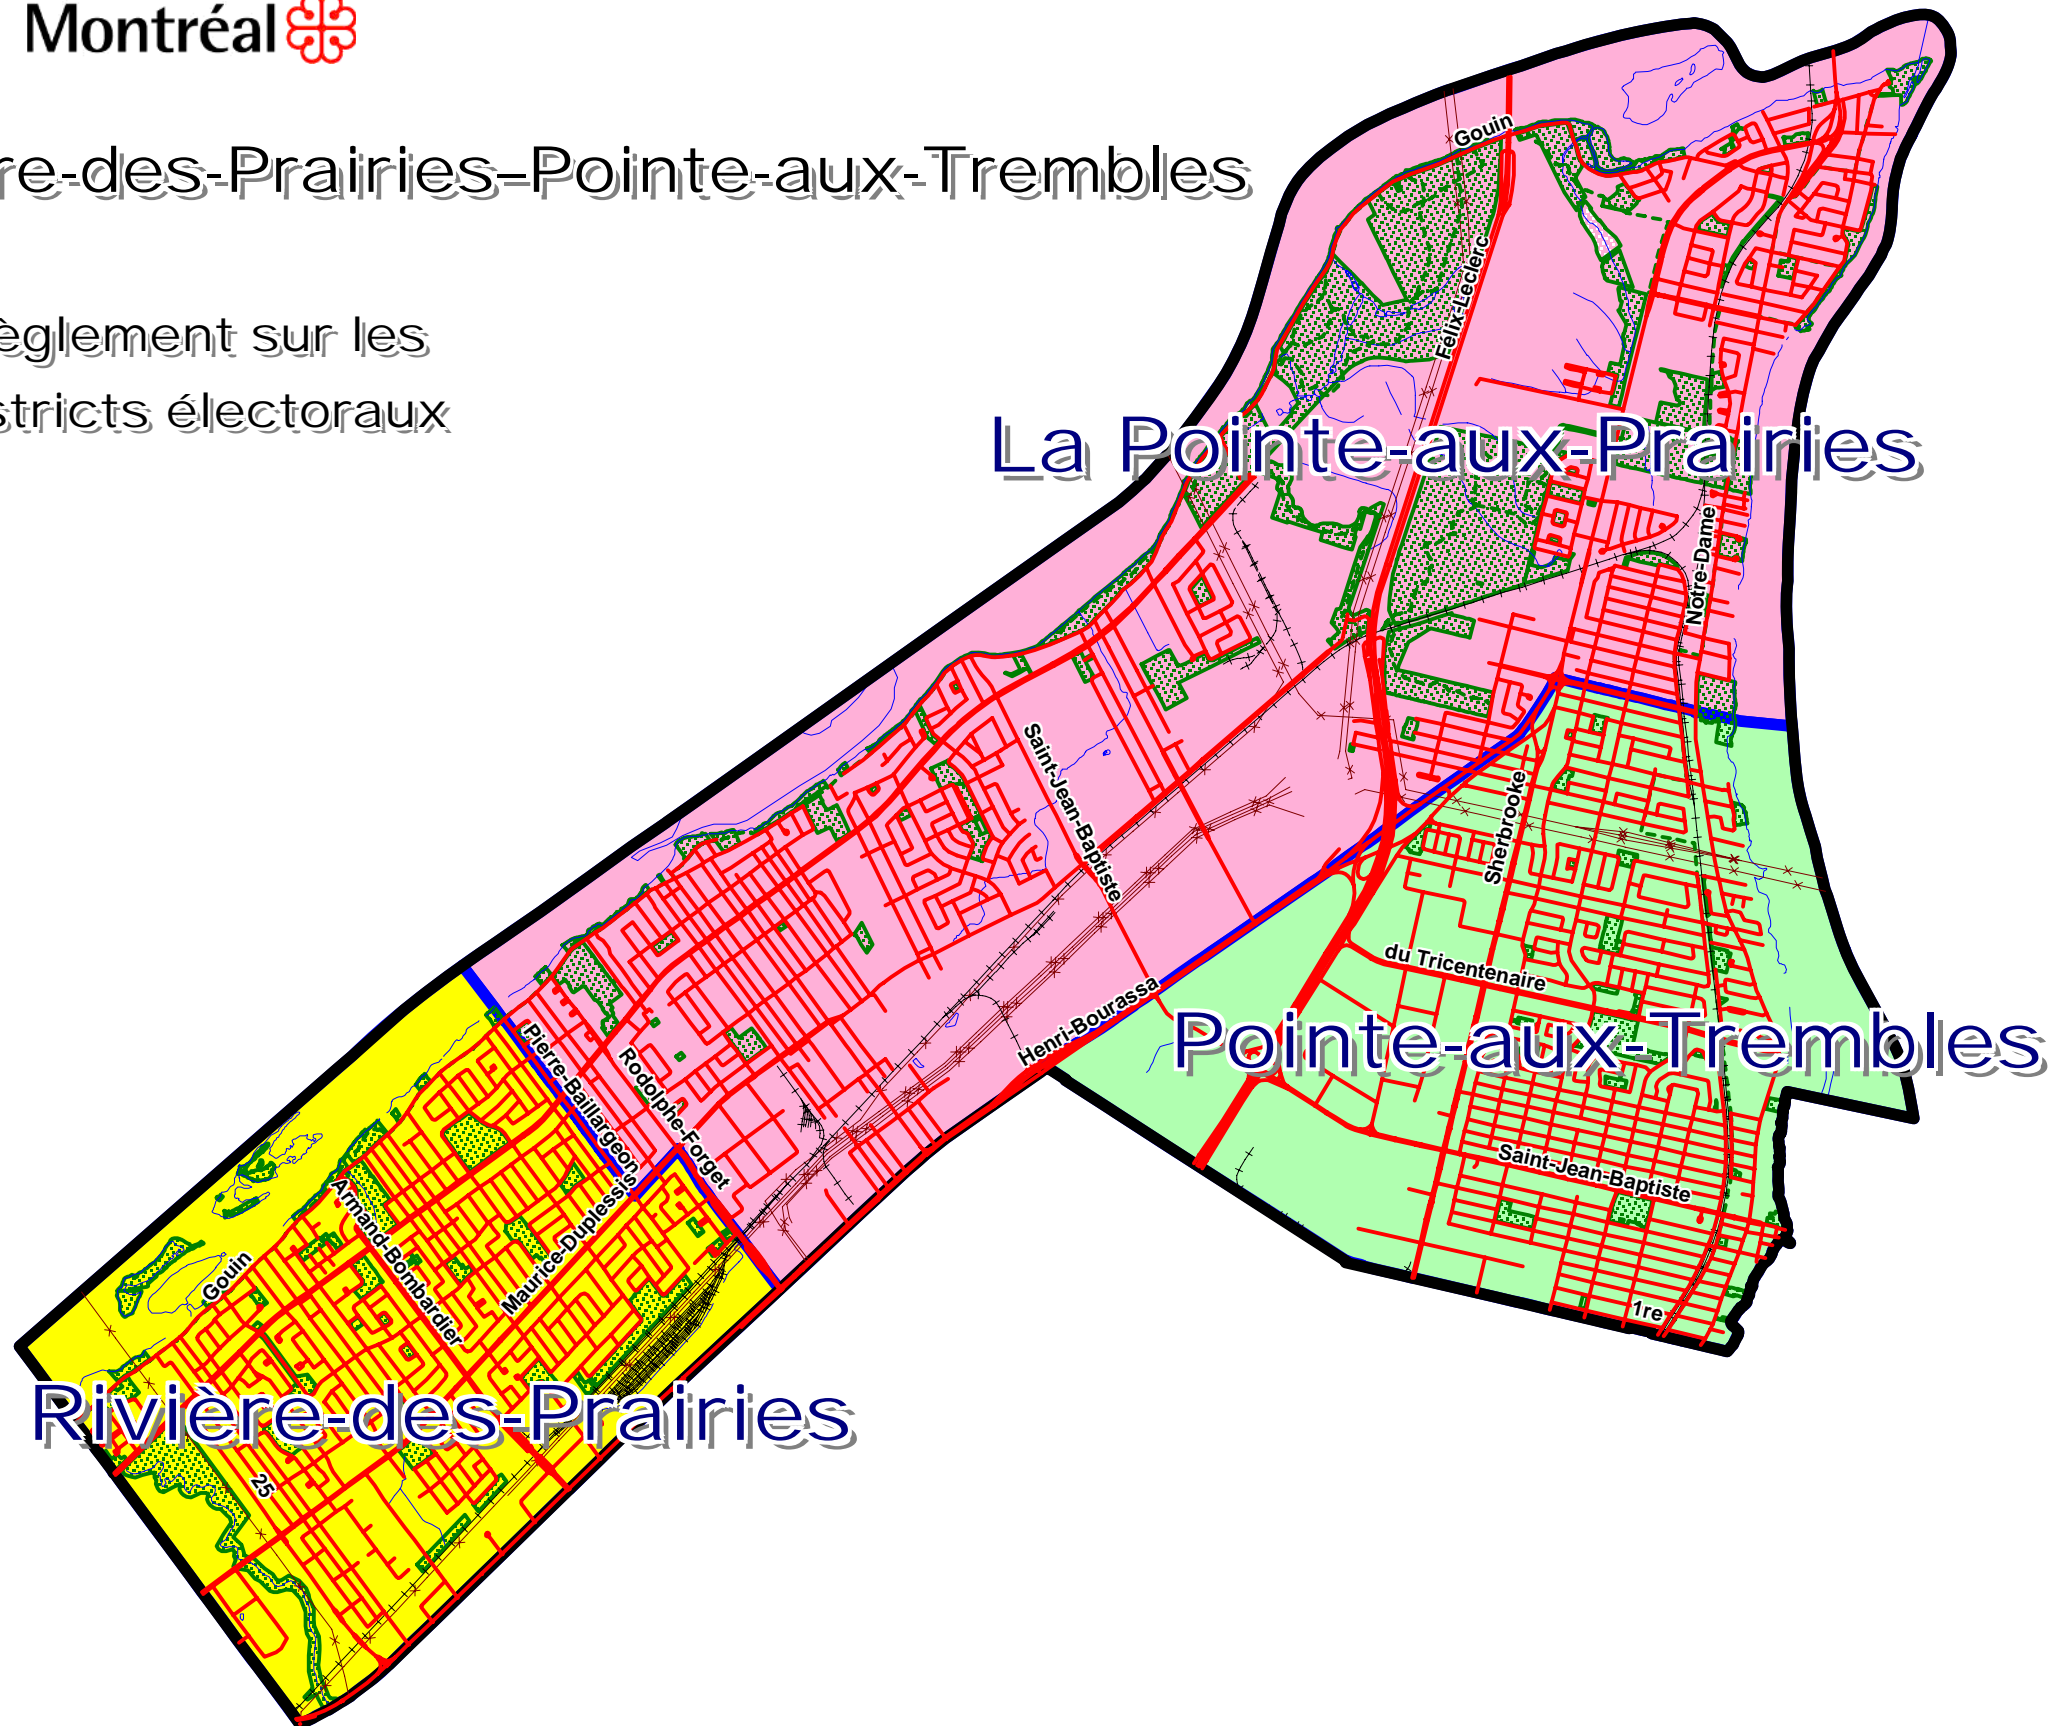 Montréal
re-des-Prairies–Pointe-aux-Trembles
èglement sur les
stricts électoraux
Gouin
Félix-Leclerc
La Pointe-aux-Prairies
Notre-Dame
Saint-Jean-Baptiste
Sherbrooke
du Tricentenaire
Henri-Bourassa
Pointe-aux-Trembles
Pierre-Baillargeon
Rodolphe-Forget
Saint-Jean-Baptiste
Armand-Bombardier
Maurice-Duplessis
Gouin
1re
Rivière-des-Prairies
25